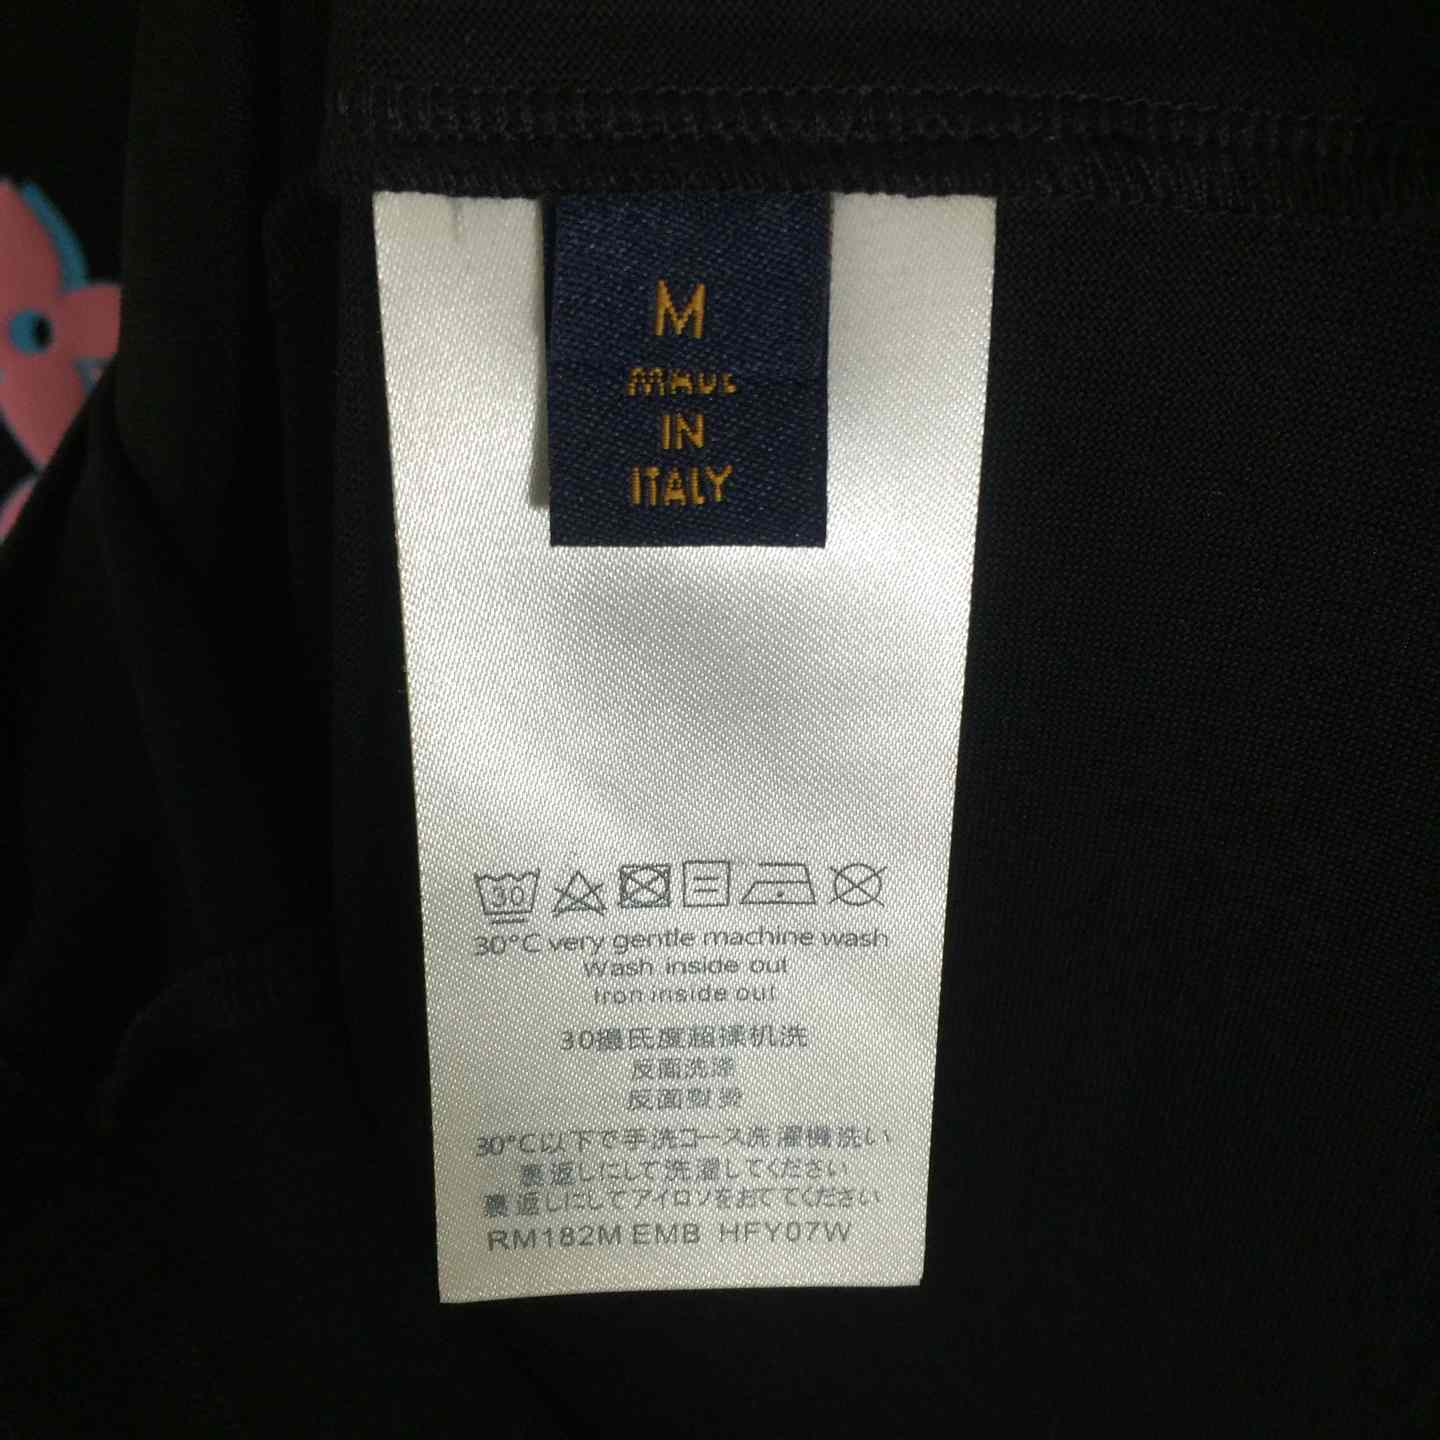 M
MADE
IN
ITALY
30
30°C very gentle machine wash
Wash inside out
Iron inside out
30摄氏度超揉机洗
反面洗涤
反面熨烫
30°C以下で手洗コース洗濯機洗い
裏返しにして洗濯してください
裏返しにしてアイロンをおててください
RM182M EMB HFY07W